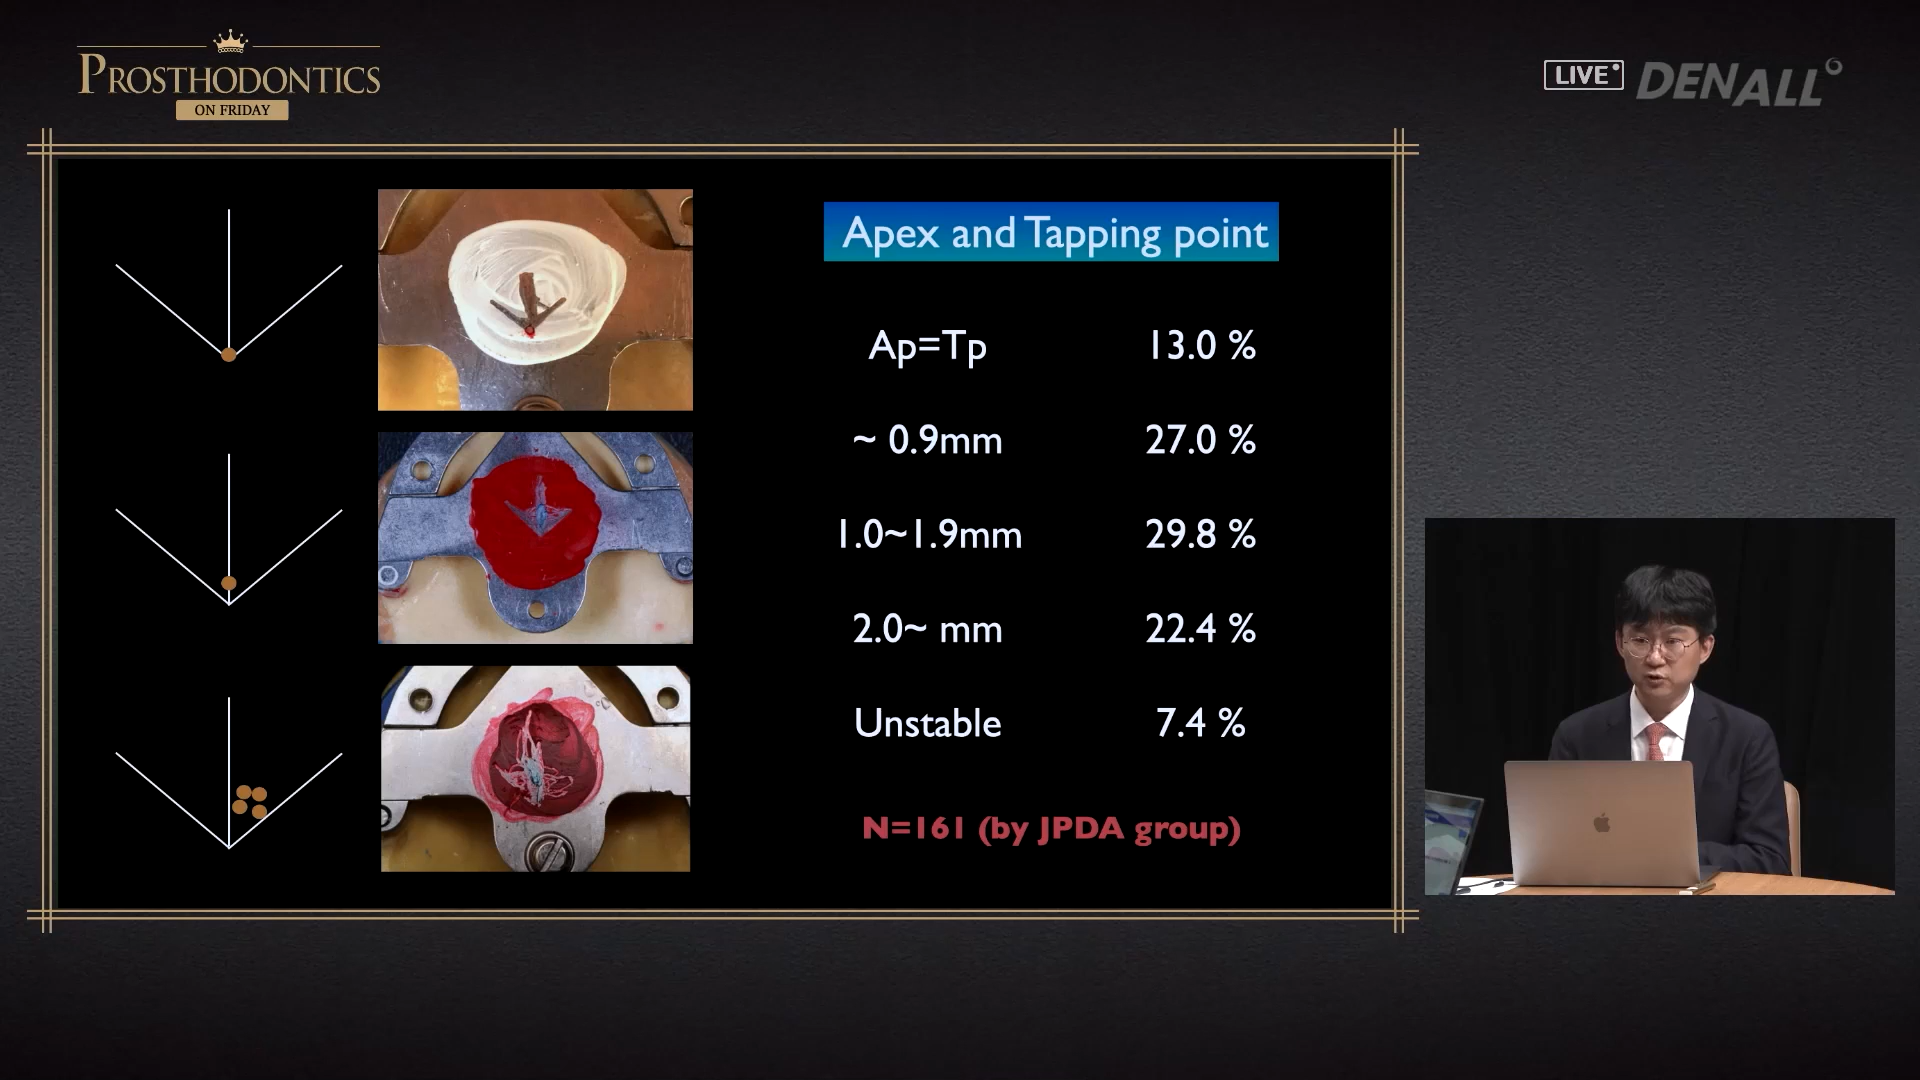 PROSTHODONTICS
ON FRIDAY
LIVE
DENALL
Apex and Tapping point
Ap=Tp 13.0 %
~ 0.9mm 27.0 %
1.0~1.9mm 29.8 %
2.0~ mm 22.4 %
Unstable 7.4 %
N=161 (by JPDA group)